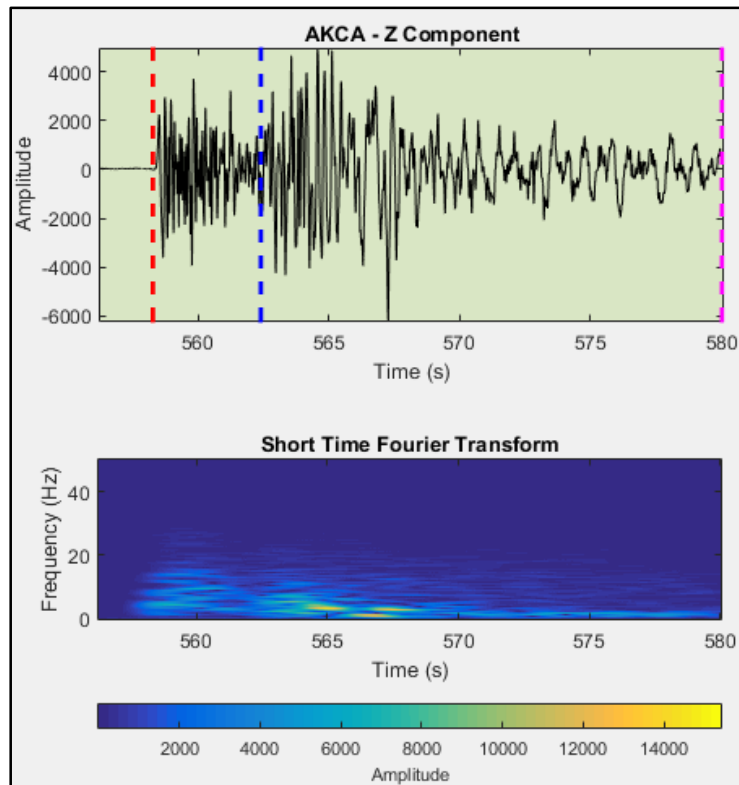 AKCA - Z Component
Amplitude
4000
2000
0
-2000
-4000
-6000
560 565 570 575 580
Time (s)
Short Time Fourier Transform
Frequency (Hz)
40
20
0
560 565 570 575 580
Time (s)
2000 4000 6000 8000 10000 12000 14000
Amplitude